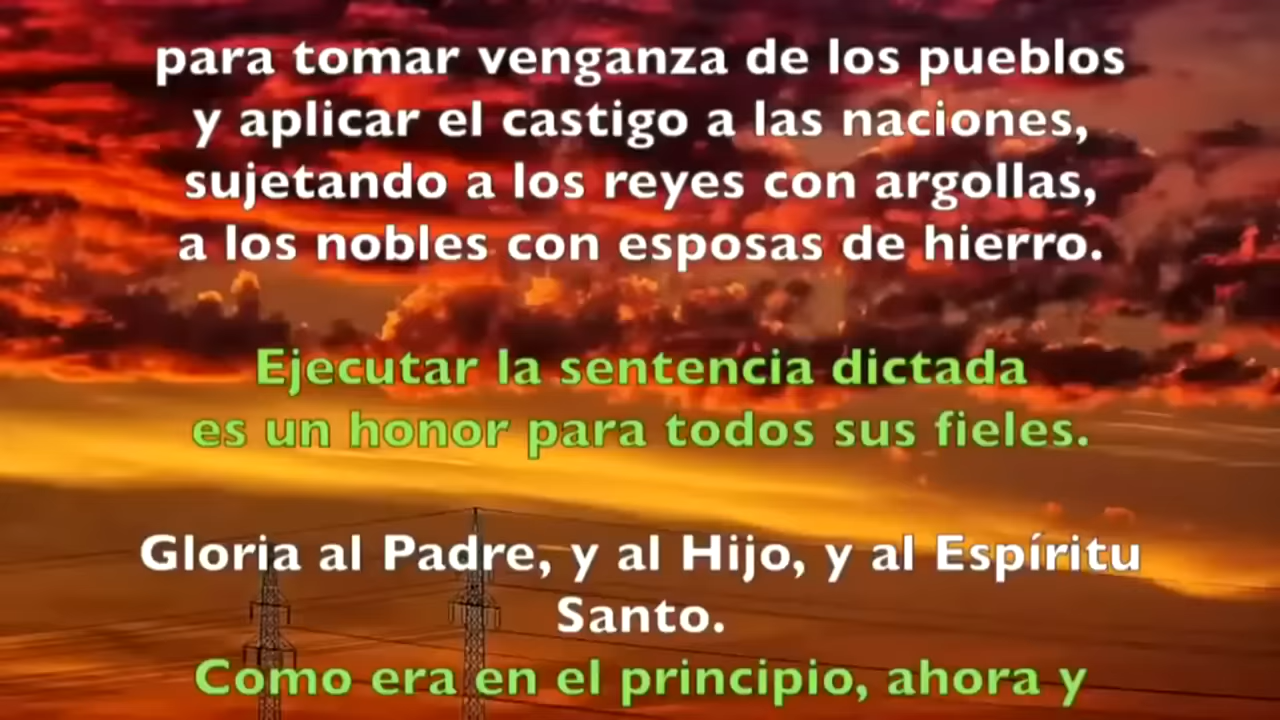 para tomar venganza de los pueblos
y aplicar el castigo a las naciones,
sujetando a los reyes con argollas,
a los nobles con esposas de hierro.
Ejecutar la sentencia dictada
es un honor para todos sus fieles.
Gloria al Padre, y al Hijo, y al Espíritu
Santo.
Como era en el principio, ahora y